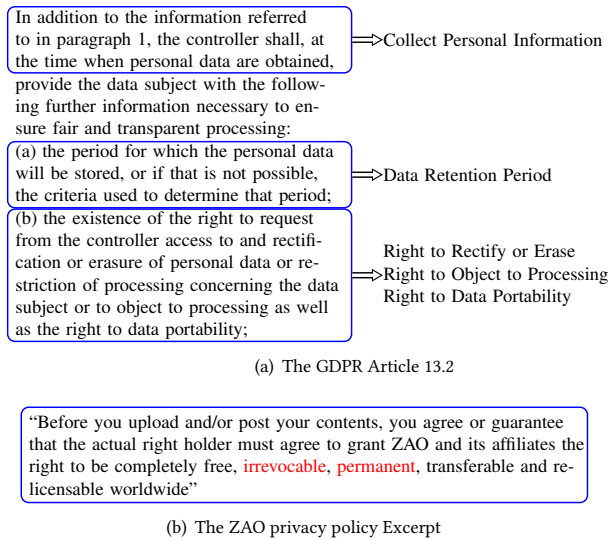 In addition to the information referred
to in paragraph 1, the controller shall, at
the time when personal data are obtained,
Collect Personal Information
provide the data subject with the follow-
ing further information necessary to en-
sure fair and transparent processing:
(a) the period for which the personal data
will be stored, or if that is not possible,
the criteria used to determine that period;
Data Retention Period
(b) the existence of the right to request
from the controller access to and rectifi-
cation or erasure of personal data or re-
striction of processing concerning the data
subject or to object to processing as well
as the right to data portability;
Right to Rectify or Erase
Right to Object to Processing
Right to Data Portability
(a) The GDPR Article 13.2
“Before you upload and/or post your contents, you agree or guarantee
that the actual right holder must agree to grant ZAO and its affiliates the
right to be completely free, irrevocable, permanent, transferable and re-
licensable worldwide”
(b) The ZAO privacy policy Excerpt